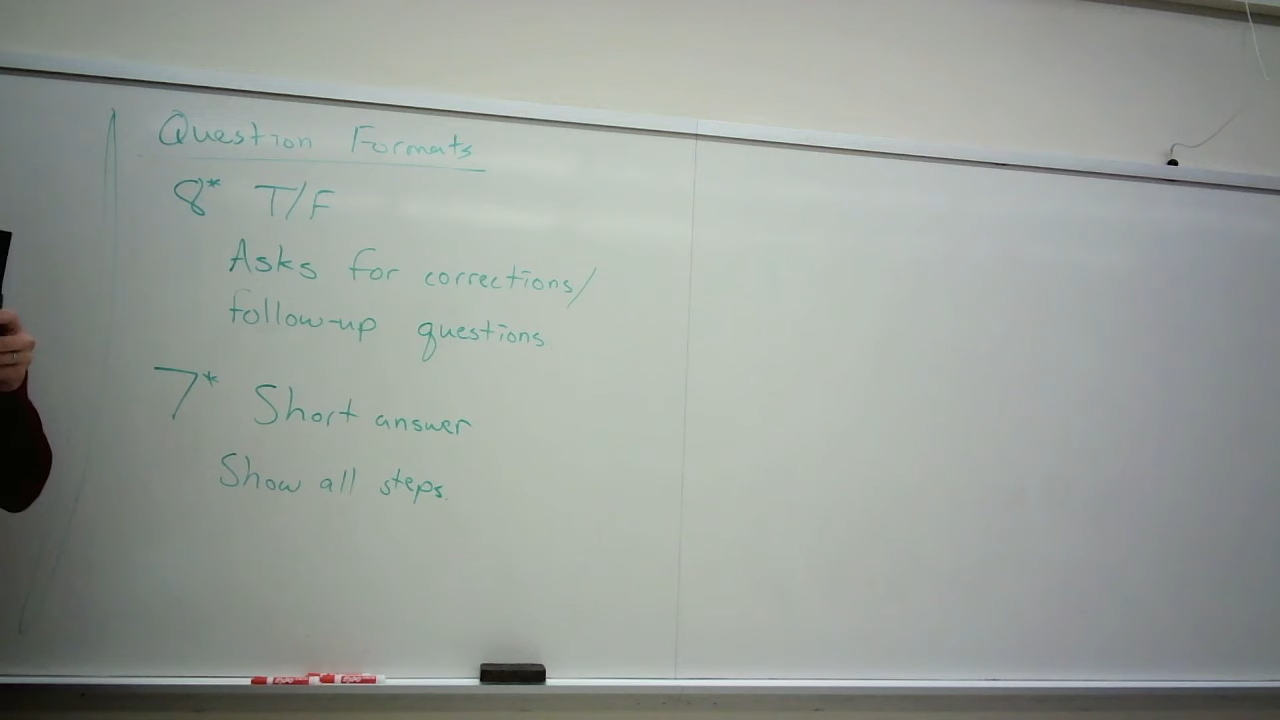 Question Formats
8* T/F
Asks for corrections/
follow-up questions
7* Short answer
Show all steps.